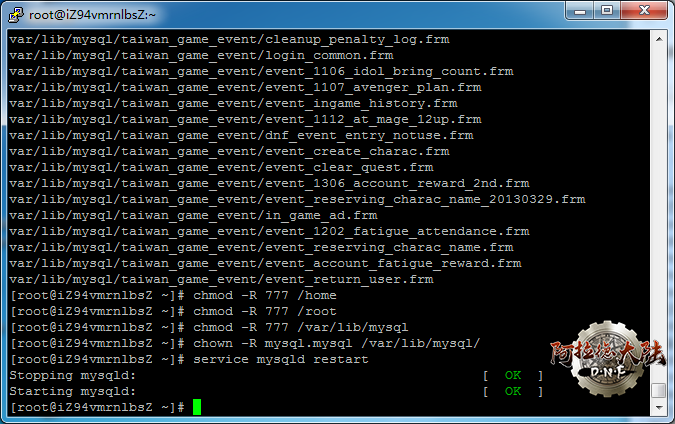 root@iZ94vmrnlbsZ:~
var/lib/mysql/taiwan_game_event/cleanup_penalty_log.frm
var/lib/mysql/taiwan_game_event/login_common.frm
var/lib/mysql/taiwan_game_event/event_1106_idol_bring_count.frm
var/lib/mysql/taiwan_game_event/event_1107_avenger_plan.frm
var/lib/mysql/taiwan_game_event/event_ingame_history.frm
var/lib/mysql/taiwan_game_event/event_1112_at_mage_12up.frm
var/lib/mysql/taiwan_game_event/dnf_event_entry_notuse.frm
var/lib/mysql/taiwan_game_event/event_create_charac.frm
var/lib/mysql/taiwan_game_event/event_clear_quest.frm
var/lib/mysql/taiwan_game_event/event_1306_account_reward_2nd.frm
var/lib/mysql/taiwan_game_event/event_reserving_charac_name_20130329.frm
var/lib/mysql/taiwan_game_event/in_game_ad.frm
var/lib/mysql/taiwan_game_event/event_1202_fatigue_attendance.frm
var/lib/mysql/taiwan_game_event/event_reserving_charac_name.frm
var/lib/mysql/taiwan_game_event/event_account_fatigue_reward.frm
var/lib/mysql/taiwan_game_event/event_return_user.frm
[root@iZ94vmrnlbsZ ~]# chmod -R 777 /home
[root@iZ94vmrnlbsZ ~]# chmod -R 777 /root
[root@iZ94vmrnlbsZ ~]# chmod -R 777 /var/lib/mysql
[root@iZ94vmrnlbsZ ~]# chown -R mysql.mysql /var/lib/mysql/
[root@iZ94vmrnlbsZ ~]# service mysqld restart
Stopping mysqld: [ OK ]
Starting mysqld: [ OK ]
[root@iZ94vmrnlbsZ ~]#
阿拉德大陆
D·N·F